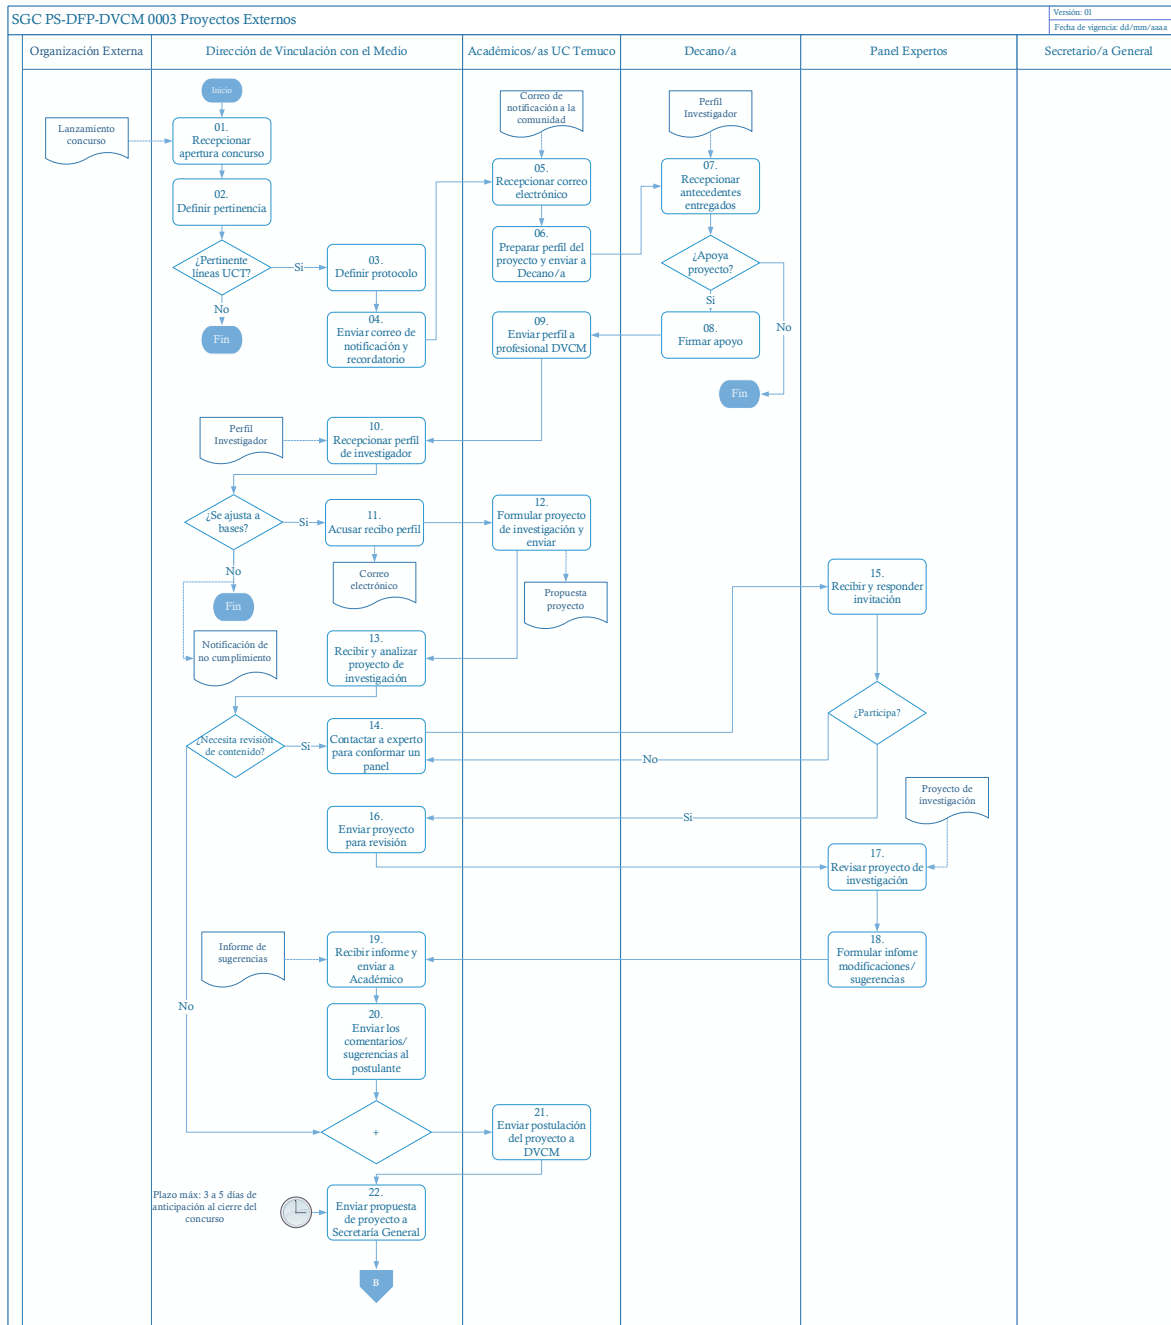 SGC PS-DFP-DVCM 0003 Proyectos Externos
Versión: 01
Fecha de vigencia: dd/mm/aaaa
Organización Externa
Dirección de Vinculación con el Medio
Académicos/as UC Temuco
Decano/a
Panel Expertos
Secretario/a General
Inicio
Lanzamiento
concurso
01.
Recepcionar
apertura concurso
02.
Definir pertinencia
¿Pertinente
líneas UCT?
Si
No
Fin
03.
Definir protocolo
04.
Enviar correo de
notificación y
recordatorio
Correo de
notificación a la
comunidad
05.
Recepcionar correo
electrónico
06.
Preparar perfil del
proyecto y enviar a
Decano/a
Perfil
Investigador
07.
Recepcionar
antecedentes
entregados
¿Apoya
proyecto?
Si
No
08.
Firmar apoyo
Fin
09.
Enviar perfil a
profesional DVCM
Perfil
Investigador
10.
Recepcionar perfil
de investigador
¿Se ajusta a
bases?
Si
No
Fin
Notificación de
no cumplimiento
11.
Acusar recibo perfil
Correo
electrónico
12.
Formular proyecto
de investigación y
enviar
Propuesta
proyecto
13.
Recibir y analizar
proyecto de
investigación
¿Necesita revisión
de contenido?
Si
No
14.
Contactar a experto
para conformar un
panel
15.
Recibir y responder
invitación
¿Participa?
No
Si
16.
Enviar proyecto
para revisión
Proyecto de
investigación
17.
Revisar proyecto de
investigación
18.
Formular infome
modificaciones/
sugerencias
Informe de
sugerencias
19.
Recibir informe y
enviar a
Académico
20.
Enviar los
comentarios/
sugerencias al
postulante
+
21.
Enviar postulación
del proyecto a
DVCM
Plazo máx: 3 a 5 días de
anticipación al cierre del
concurso
22.
Enviar propuesta
de proyecto a
Secretaría General
B